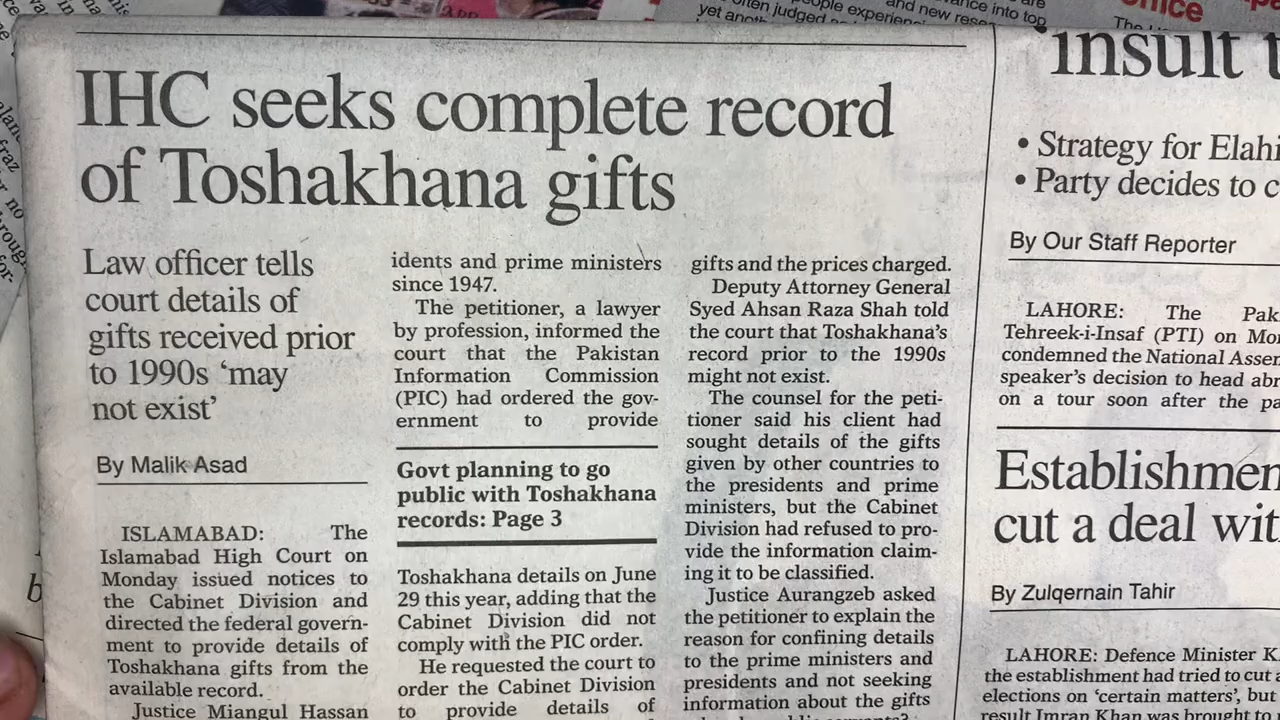 IHC seeks complete record
of Toshakhana gifts
Law officer tells
court details of
gifts received prior
to 1990s ‘may
not exist’
By Malik Asad
ISLAMABAD: The
Islamabad High Court on
Monday issued notices to
the Cabinet Division and
directed the federal govern-
ment to provide details of
Toshakhana gifts from the
available record.
Justice Miangul Hassan
idents and prime ministers
since 1947.
The petitioner, a lawyer
by profession, informed the
court that the Pakistan
Information Commission
(PIC) had ordered the gov-
ernment to provide
Govt planning to go
public with Toshakhana
records: Page 3
Toshakhana details on June
29 this year, adding that the
Cabinet Division did not
comply with the PIC order.
He requested the court to
order the Cabinet Division
to provide details of
gifts and the prices charged.
Deputy Attorney General
Syed Ahsan Raza Shah told
the court that Toshakhana’s
record prior to the 1990s
might not exist.
The counsel for the peti-
tioner said his client had
sought details of the gifts
given by other countries to
the presidents and prime
ministers, but the Cabinet
Division had refused to pro-
vide the information claim-
ing it to be classified.
Justice Aurangzeb asked
the petitioner to explain the
reason for confining details
to the prime ministers and
presidents and not seeking
information about the gifts
‘insult t
• Strategy for Elahi
• Party decides to c
By Our Staff Reporter
LAHORE: The Pak
Tehreek-i-Insaf (PTI) on Mo
condemned the National Assem
speaker’s decision to head abr
on a tour soon after the pa
Establishmen
cut a deal wit
By Zulqernain Tahir
LAHORE: Defence Minister K
the establishment had tried to cut a
elections on ‘certain matters’, but
result Imran Khan was brought to
often judged
yet anoth
people experien
and new resea
ance into top
ffice